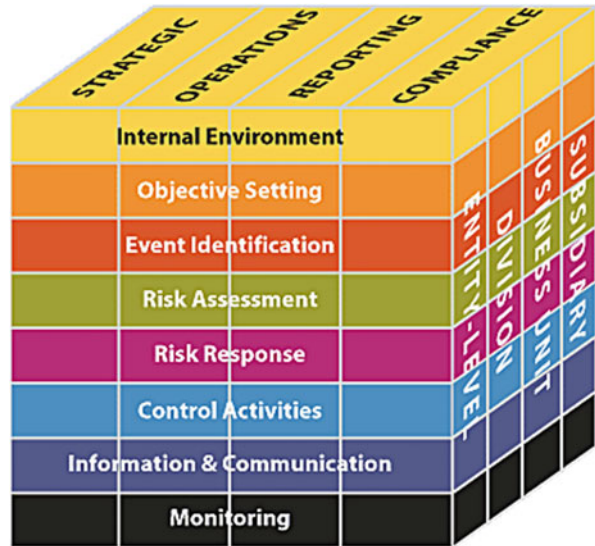 STRATEGIC
OPERATIONS
REPORTING
COMPLIANCE
Internal Environment
Objective Setting
Event Identification
Risk Assessment
Risk Response
Control Activities
Information & Communication
Monitoring
ENTITY-LEVEL
DIVISION
BUSINESS UNIT
SUBSIDIARY